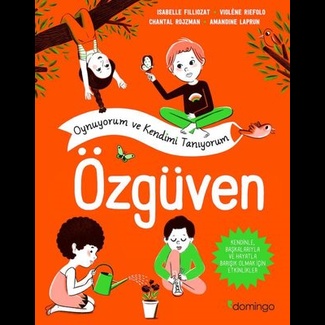 ISABELLE FILLIOZAT • VIOLÈNE RIEFOLO
CHANTAL ROJZMAN • AMANDINE LAPRUN
Oynuyorum ve Kendimi Tanıyorum
Özgüven
KENDİNLE,
BAŞKALARIYLA
VE HAYATLA
BARIŞIK OLMAK İÇİN
ETKİNLİKLER
domingo